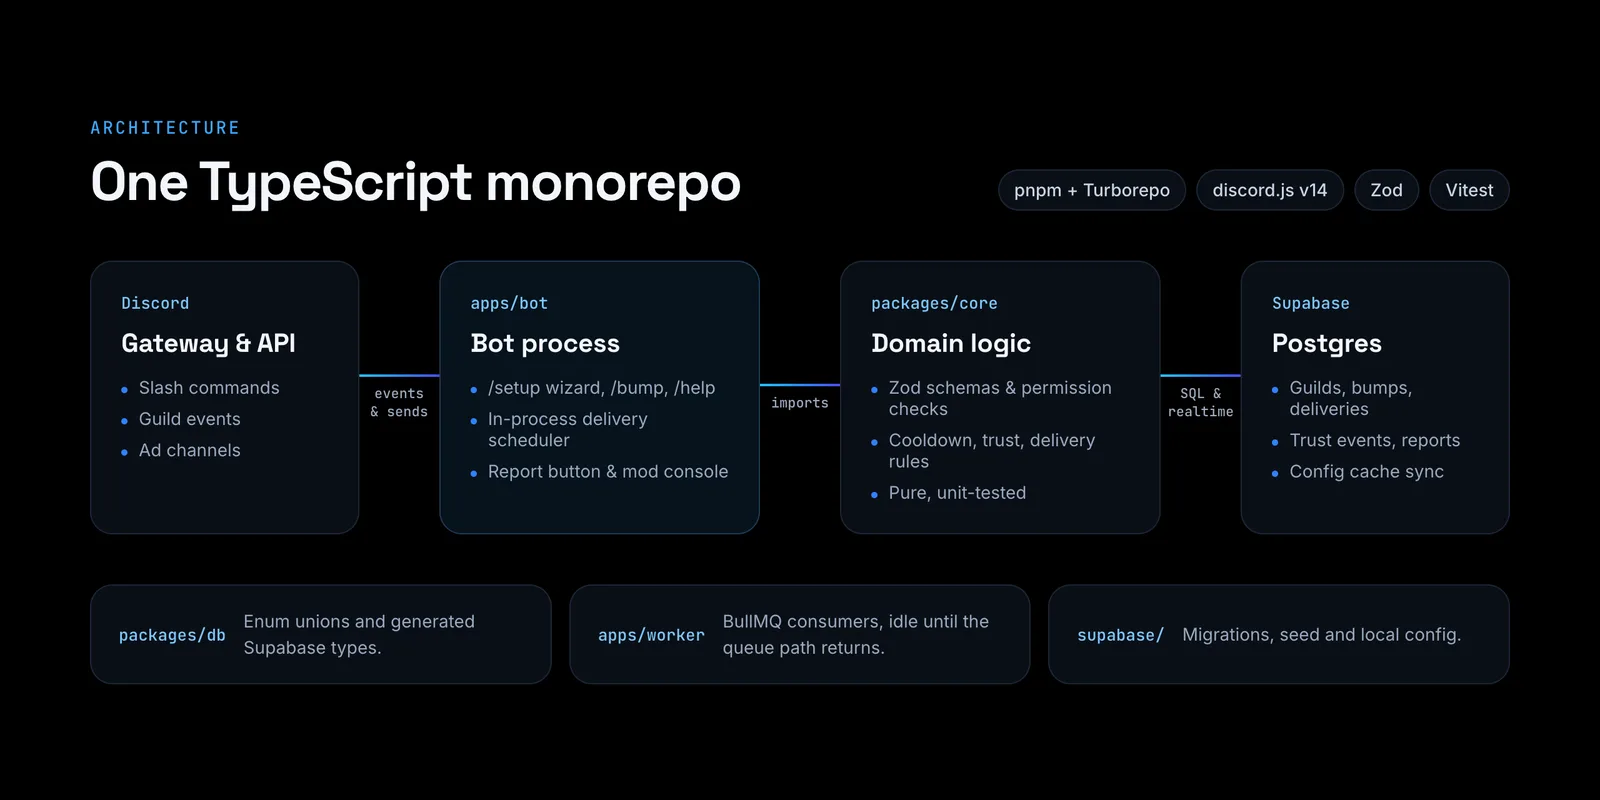 ARCHITECTURE
One TypeScript monorepo
pnpm + Turborepo
discord.js v14
Zod
Vitest
Discord
Gateway & API
Slash commands
Guild events
Ad channels
events
& sends
apps/bot
Bot process
/setup wizard, /bump, /help
In-process delivery
scheduler
Report button & mod console
imports
packages/core
Domain logic
Zod schemas & permission
checks
Cooldown, trust, delivery
rules
Pure, unit-tested
SQL &
realtime
Supabase
Postgres
Guilds, bumps,
deliveries
Trust events, reports
Config cache sync
packages/db
Enum unions and generated
Supabase types.
apps/worker
BullMQ consumers, idle until the
queue path returns.
supabase/
Migrations, seed and local config.